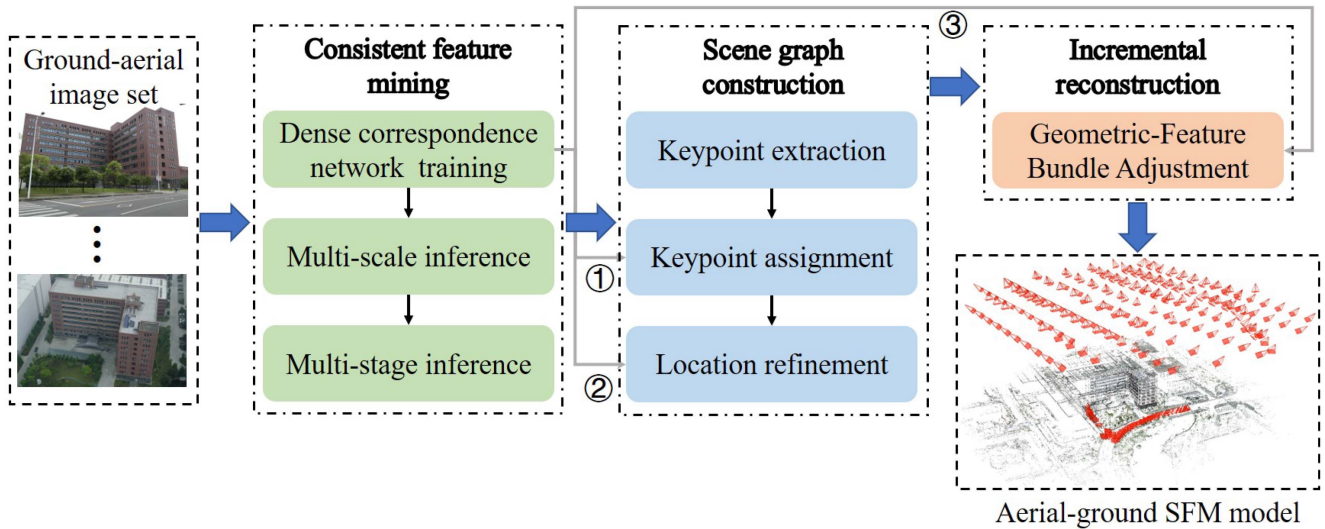 Ground-aerial
image set
Consistent feature
mining
Dense correspondence
network training
Multi-scale inference
Multi-stage inference
①
②
Scene graph
construction
Keypoint extraction
Keypoint assignment
Location refinement
③
Incremental
reconstruction
Geometric-Feature
Bundle Adjustment
Aerial-ground SFM model